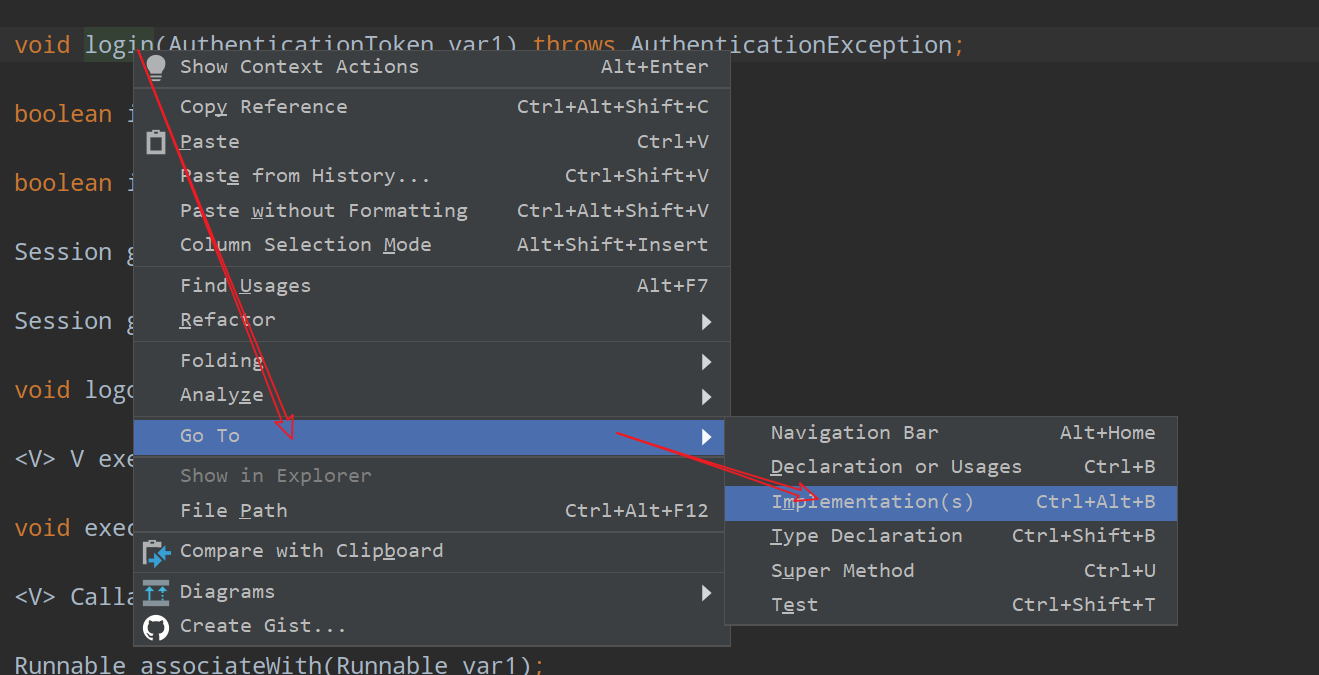 void login(AuthenticationToken var1) throws AuthenticationException;
Show Context Actions Alt+Enter
boolean i
Copy Reference Ctrl+Alt+Shift+C
Paste Ctrl+V
boolean i
Paste from History... Ctrl+Shift+V
Paste without Formatting Ctrl+Alt+Shift+V
Session g
Column Selection Mode Alt+Shift+Insert
Find Usages Alt+F7
Session g
Refactor
Folding
void logo
Analyze
Go To
Navigation Bar Alt+Home
<V> V exe
Declaration or Usages Ctrl+B
Show in Explorer
Implementation(s) Ctrl+Alt+B
File Path Ctrl+Alt+F12
void exec
Type Declaration Ctrl+Shift+B
Compare with Clipboard
Super Method Ctrl+U
<V> Calla
Diagrams
Test Ctrl+Shift+T
Create Gist...
Runnable associateWith(Runnable var1);